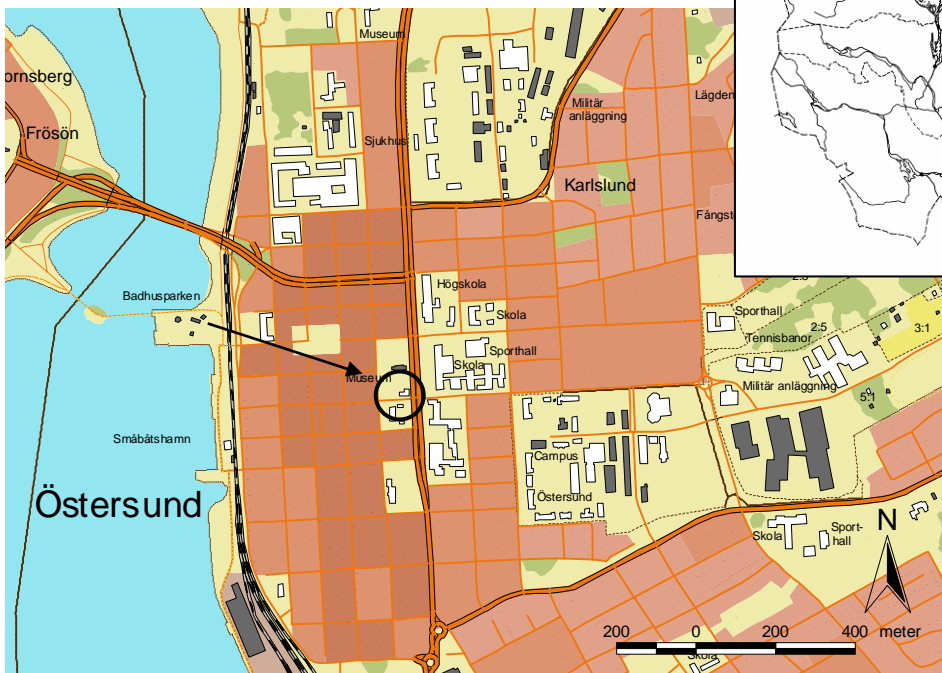 Museum
ornsberg
Frösön
Sjukhus
Militär
anläggning
Lägden
Karlslund
Fångst
Badhusparken
Högskola
Skola
Sporthall
Skola
Museum
Sporthall
2:5
3:1
Tennisbanor
Militär anläggning
5:1
Småbåtshamn
Östersund
Campus
Östersund
Skola
Sport-
hall
N
200 0 200 400 meter
Skola